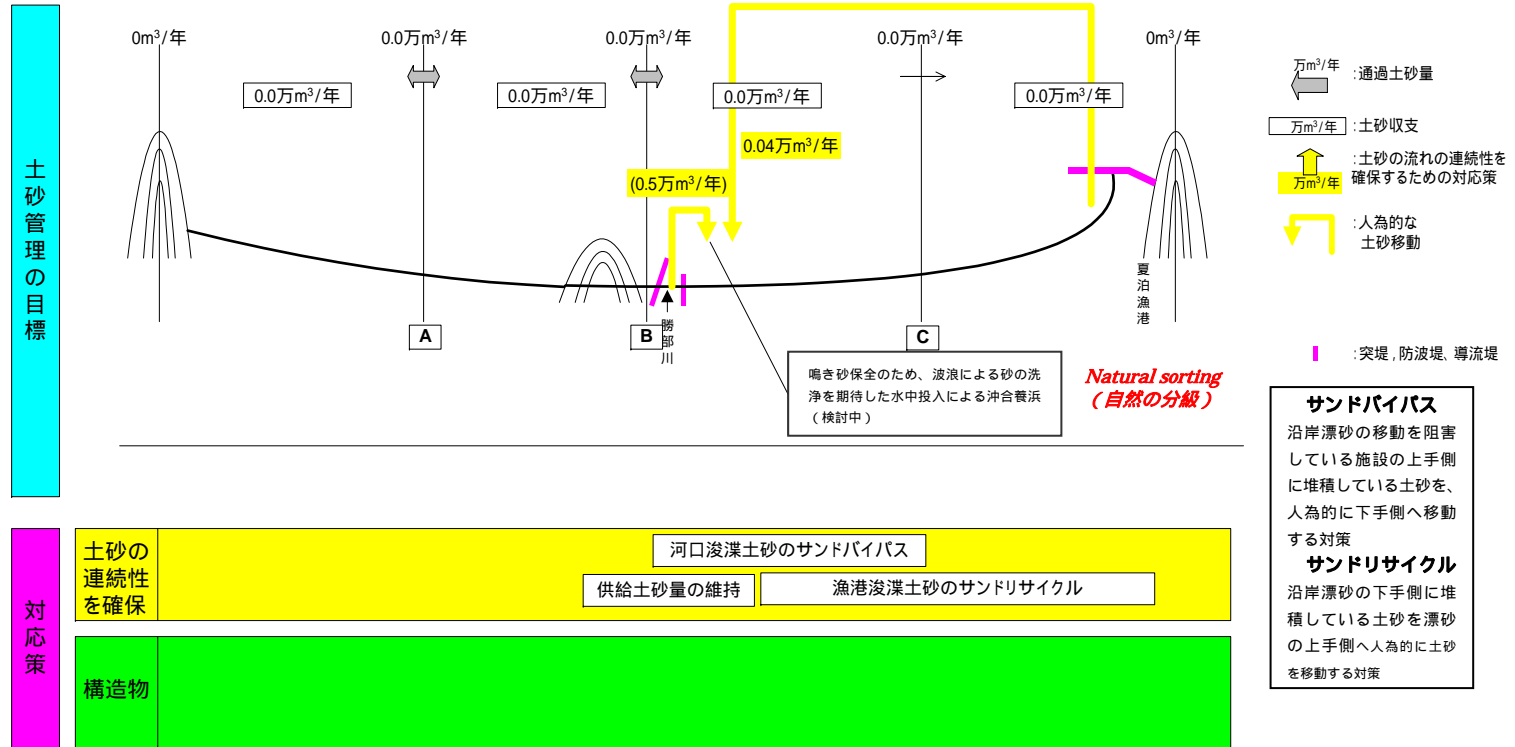 土砂管理の目標
0m³/年
0.0万m³/年
0.0万m³/年
0.0万m³/年
0m³/年
0.0万m³/年
0.0万m³/年
0.0万m³/年
0.0万m³/年
0.04万m³/年
(0.5万m³/年)
A
B
C
勝部川
夏泊漁港
鳴き砂保全のため、波浪による砂の洗
浄を期待した水中投入による沖合養浜
(検討中)
Natural sorting
(自然の分級)
万m³/年
:通過土砂量
万m³/年
:土砂収支
万m³/年
:土砂の流れの連続性を
確保するための対応策
:人為的な
土砂移動
:突堤,防波堤、導流堤
サンドバイパス
沿岸漂砂の移動を阻害
している施設の上手側
に堆積している土砂を、
人為的に下手側へ移動
する対策
サンドリサイクル
沿岸漂砂の下手側に堆
積している土砂を漂砂
の上手側へ人為的に土砂
を移動する対策
対応策
土砂の
連続性
を確保
河口浚渫土砂のサンドバイパス
供給土砂量の維持
漁港浚渫土砂のサンドリサイクル
構造物